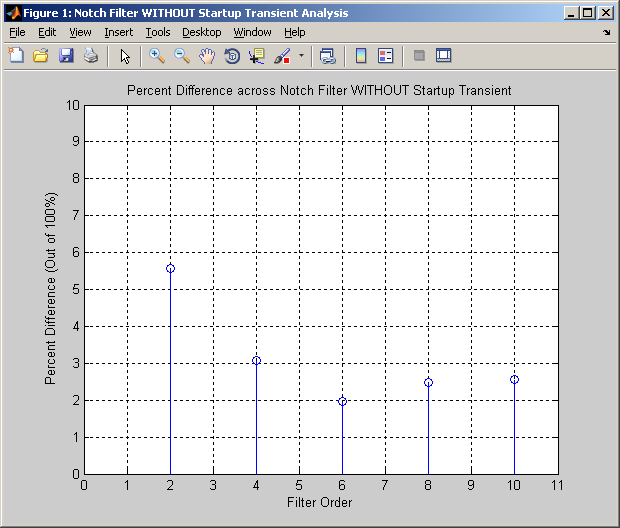 Figure 1: Notch Filter WITHOUT Startup Transient Analysis
File Edit View Insert Tools Desktop Window Help
Percent Difference across Notch Filter WITHOUT Startup Transient
Percent Difference (Out of 100%)
10
9
8
7
6
5
4
3
2
1
0
0 1 2 3 4 5 6 7 8 9 10 11
Filter Order